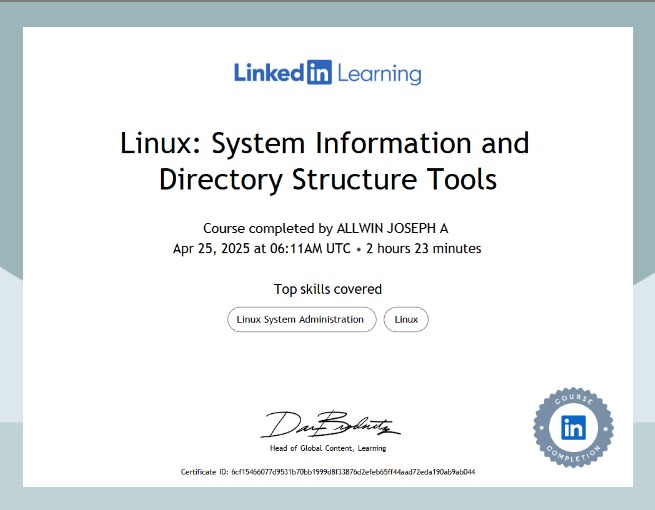 Linked in Learning
Linux: System Information and
Directory Structure Tools
Course completed by ALLWIN JOSEPH A
Apr 25, 2025 at 06:11AM UTC • 2 hours 23 minutes
Top skills covered
Linux System Administration
Linux
Head of Global Content, Learning
COURSE
in
COMPLETION
Certificate ID: 6cf15466077d9531b70bb1999d8f33876d2efeb65ff44aad72eda190ab9ab044